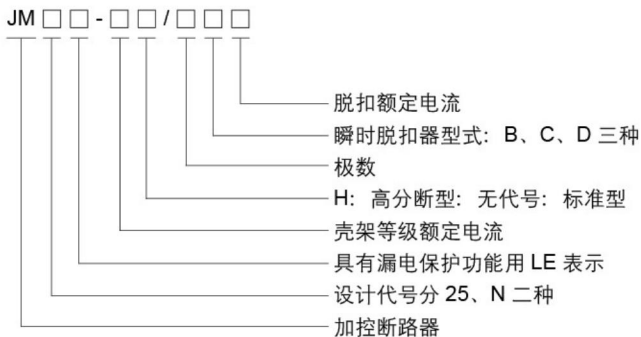 JM□□-□□/□□□
脱扣额定电流
瞬时脱扣器型式：B、C、D 三种
极数
H：高分断型：无代号：标准型
壳架等级额定电流
具有漏电保护功能用 LE 表示
设计代号分 25、N 二种
加控断路器